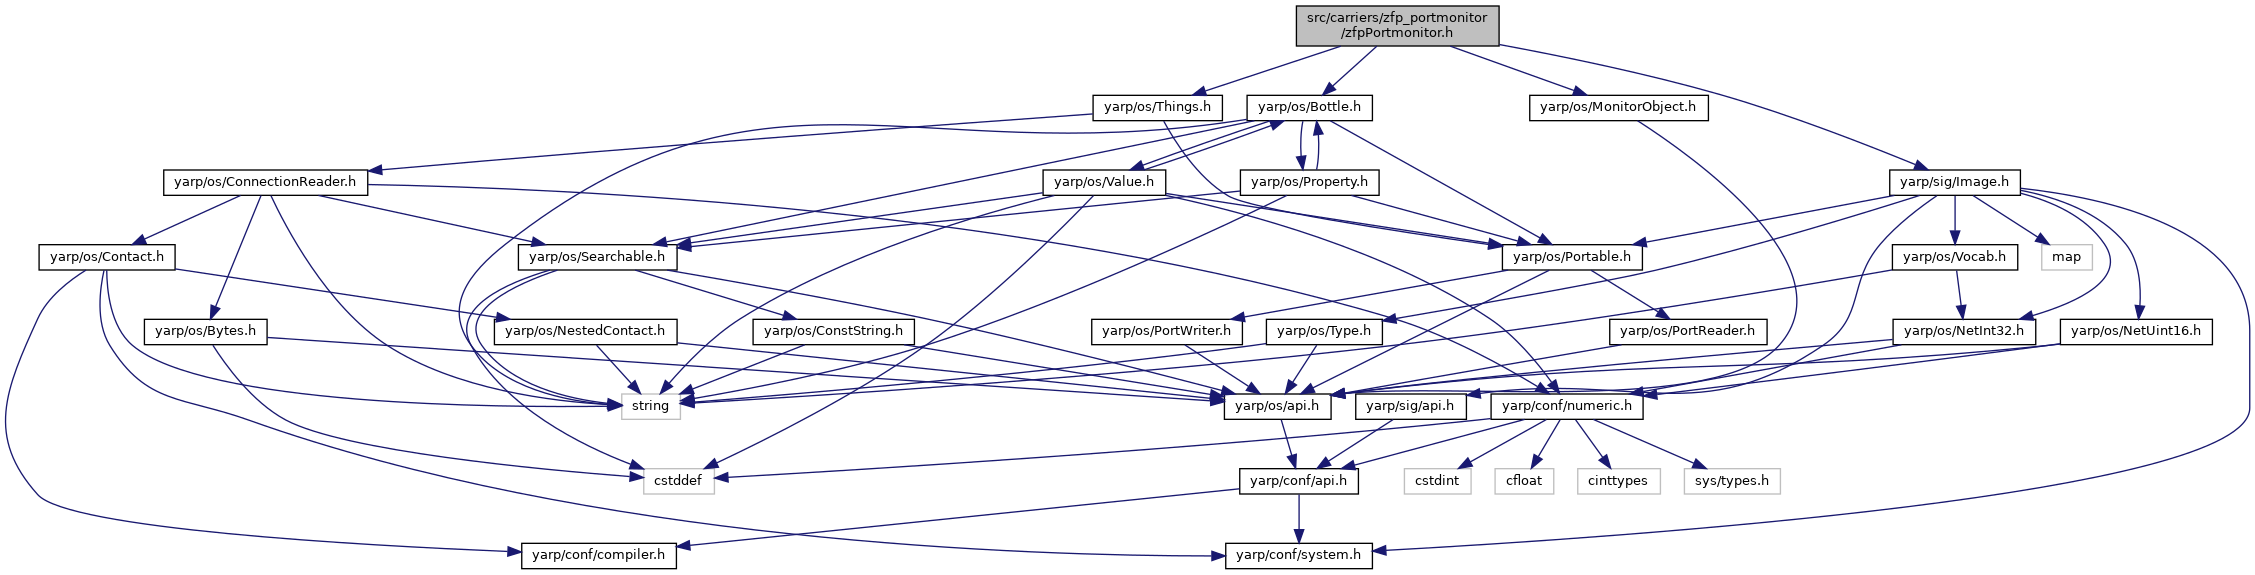 src/carriers/zfp_portmonitor
/zfpPortmonitor.h
yarp/os/Things.h
yarp/os/Bottle.h
yarp/os/MonitorObject.h
yarp/os/ConnectionReader.h
yarp/os/Value.h
yarp/os/Property.h
yarp/sig/Image.h
yarp/os/Contact.h
yarp/os/Searchable.h
yarp/os/Portable.h
yarp/os/Vocab.h
map
yarp/os/Bytes.h
yarp/os/NestedContact.h
yarp/os/ConstString.h
yarp/os/PortWriter.h
yarp/os/Type.h
yarp/os/PortReader.h
yarp/os/NetInt32.h
yarp/os/NetUint16.h
string
yarp/os/api.h
yarp/sig/api.h
yarp/conf/numeric.h
cstddef
yarp/conf/api.h
cstdint
cfloat
cinttypes
sys/types.h
yarp/conf/compiler.h
yarp/conf/system.h